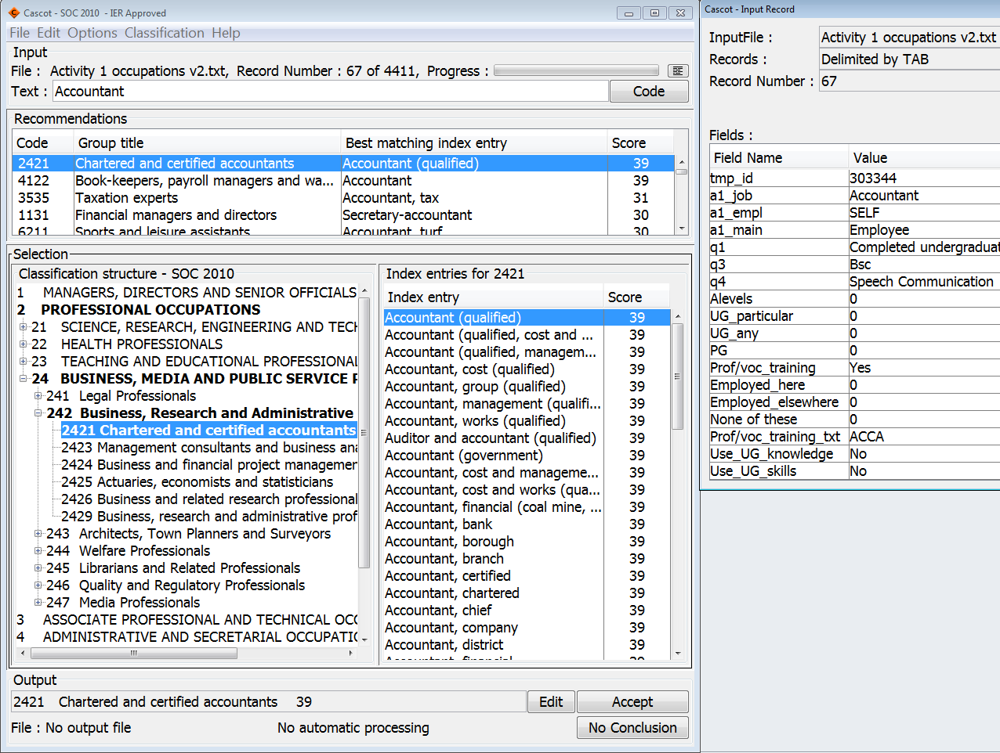 Cascot - SOC 2010 - IER Approved
File Edit Options Classification Help
Input
File : Activity 1 occupations v2.txt, Record Number : 67 of 4411, Progress :
Text : Accountant Code
Recommendations
Code Group title Best matching index entry Score
2421 Chartered and certified accountants Accountant (qualified) 39
4122 Book-keepers, payroll managers and wa... Accountant 39
3535 Taxation experts Accountant, tax 31
1131 Financial managers and directors Secretary-accountant 30
6211 Sports and leisure assistants Accountant, turf 30
Selection
Classification structure - SOC 2010
1 MANAGERS, DIRECTORS AND SENIOR OFFICIALS
2 PROFESSIONAL OCCUPATIONS
21 SCIENCE, RESEARCH, ENGINEERING AND TECH
22 HEALTH PROFESSIONALS
23 TEACHING AND EDUCATIONAL PROFESSIONAL
24 BUSINESS, MEDIA AND PUBLIC SERVICE P
241 Legal Professionals
242 Business, Research and Administrative
2421 Chartered and certified accountants
2423 Management consultants and business ana
2424 Business and financial project managemen
2425 Actuaries, economists and statisticians
2426 Business and related research professional
2429 Business, research and administrative prof
243 Architects, Town Planners and Surveyors
244 Welfare Professionals
245 Librarians and Related Professionals
246 Quality and Regulatory Professionals
247 Media Professionals
3 ASSOCIATE PROFESSIONAL AND TECHNICAL OCC
4 ADMINISTRATIVE AND SECRETARIAL OCCUPATIO
Index entries for 2421
Index entry Score
Accountant (qualified) 39
Accountant (qualified, cost and ... 39
Accountant (qualified, managem... 39
Accountant, cost (qualified) 39
Accountant, group (qualified) 39
Accountant, management (qualifi... 39
Accountant, works (qualified) 39
Auditor and accountant (qualified) 39
Accountant (government) 39
Accountant, cost and manageme... 39
Accountant, cost and works (qua... 39
Accountant, financial (coal mine, ... 39
Accountant, bank 39
Accountant, borough 39
Accountant, branch 39
Accountant, certified 39
Accountant, chartered 39
Accountant, chief 39
Accountant, company 39
Accountant, district 39
Accountant, financial 39
Output
2421 Chartered and certified accountants 39 Edit Accept
File : No output file No automatic processing No Conclusion
Cascot - Input Record
InputFile : Activity 1 occupations v2.txt
Records : Delimited by TAB
Record Number : 67
Fields :
Field Name Value
tmp_id 303344
a1_job Accountant
a1_empl SELF
a1_main Employee
q1 Completed undergraduat
q3 Bsc
q4 Speech Communication
Alevels 0
UG_particular 0
UG_any 0
PG 0
Prof/voc_training Yes
Employed_here 0
Employed_elsewhere 0
None of these 0
Prof/voc_training_txt ACCA
Use_UG_knowledge No
Use_UG_skills No